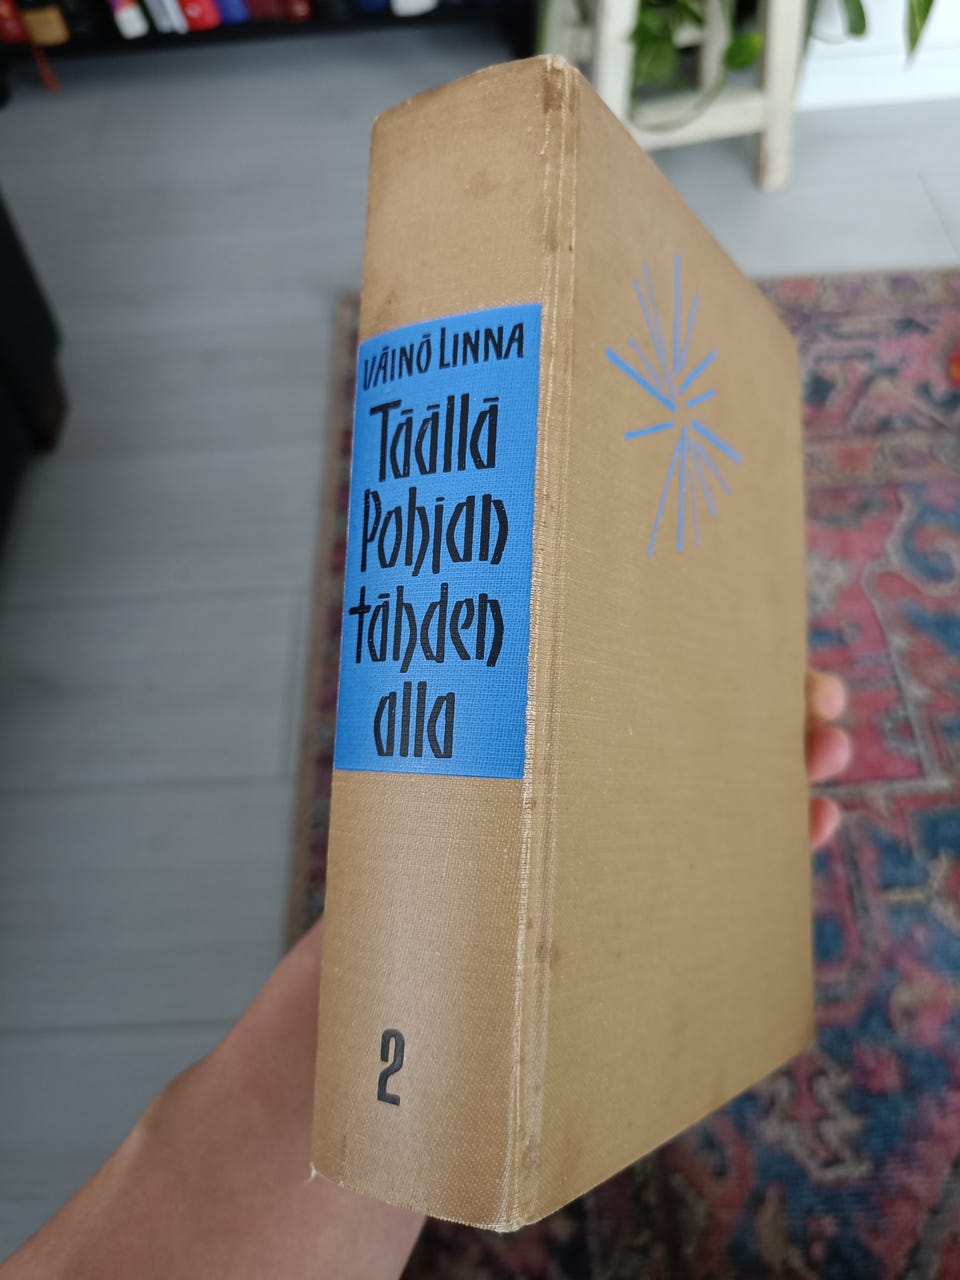 VÄINÖ LINNA
Täällä
Pohjan
tähden
alla
2